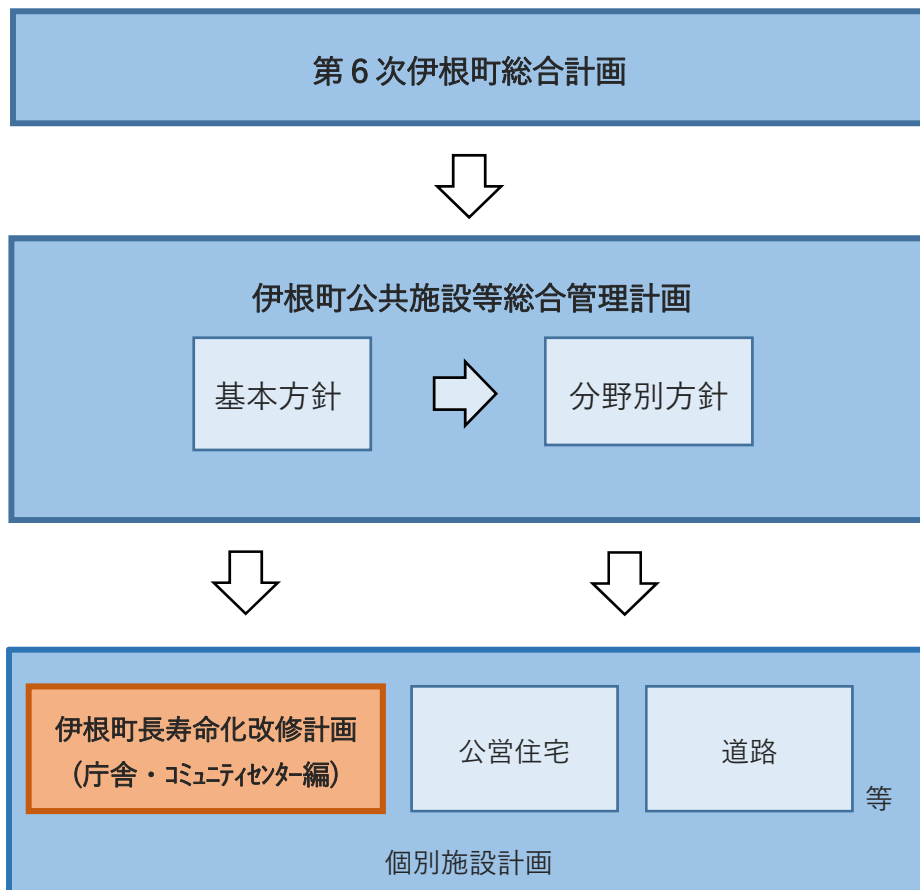 第６次伊根町総合計画
伊根町公共施設等総合管理計画
基本方針
分野別方針
伊根町長寿命化改修計画
（庁舎・ｺﾐｭﾆﾃｨｾﾝﾀｰ編）
公営住宅
道路
等
個別施設計画